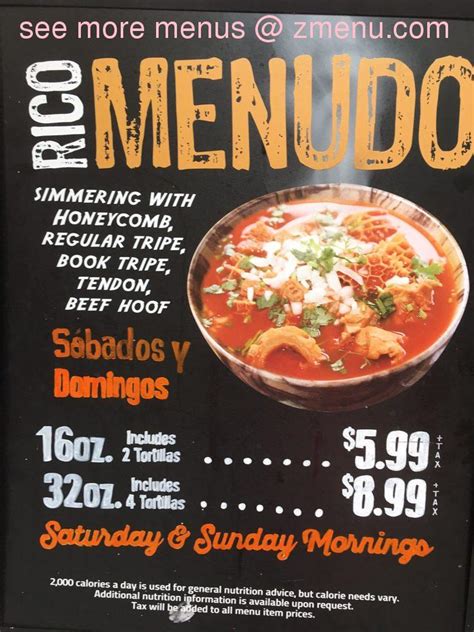 see more menus @ zmenu.com
RICO
MENUDO
SIMMERING WITH
HONEYCOMB,
REGULAR TRIPE,
BOOK TRIPE,
TENDON,
BEEF HOOF
Sábados y
Domingos
16oz. Includes 2 Tortillas ...... $5.99 + TAX
32oz. Includes 4 Tortillas ...... $8.99 + TAX
Saturday & Sunday Mornings
2,000 calories a day is used for general nutrition advice, but calorie needs vary.
Additional nutrition information is available upon request.
Tax will be added to all menu item prices.